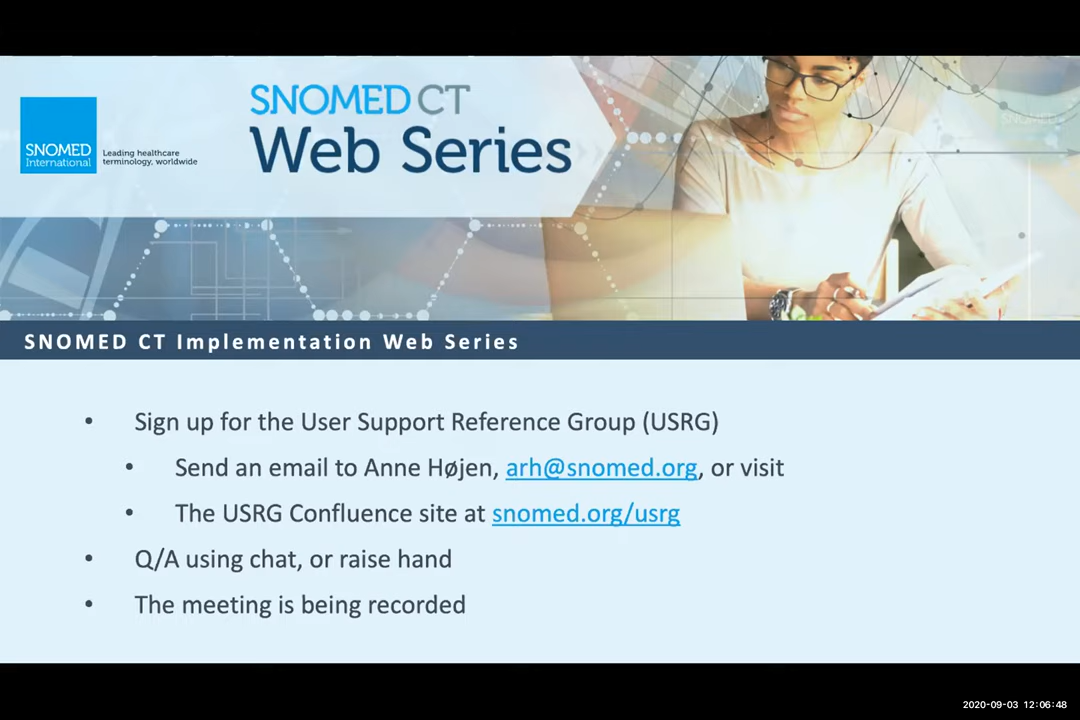 SNOMED CT
Web Series
SNOMED
International
Leading healthcare
terminology, worldwide
SNOMED CT Implementation Web Series
• Sign up for the User Support Reference Group (USRG)
• Send an email to Anne Højen, arh@snomed.org, or visit
• The USRG Confluence site at snomed.org/usrg
• Q/A using chat, or raise hand
• The meeting is being recorded
2020-09-03 12:06:48